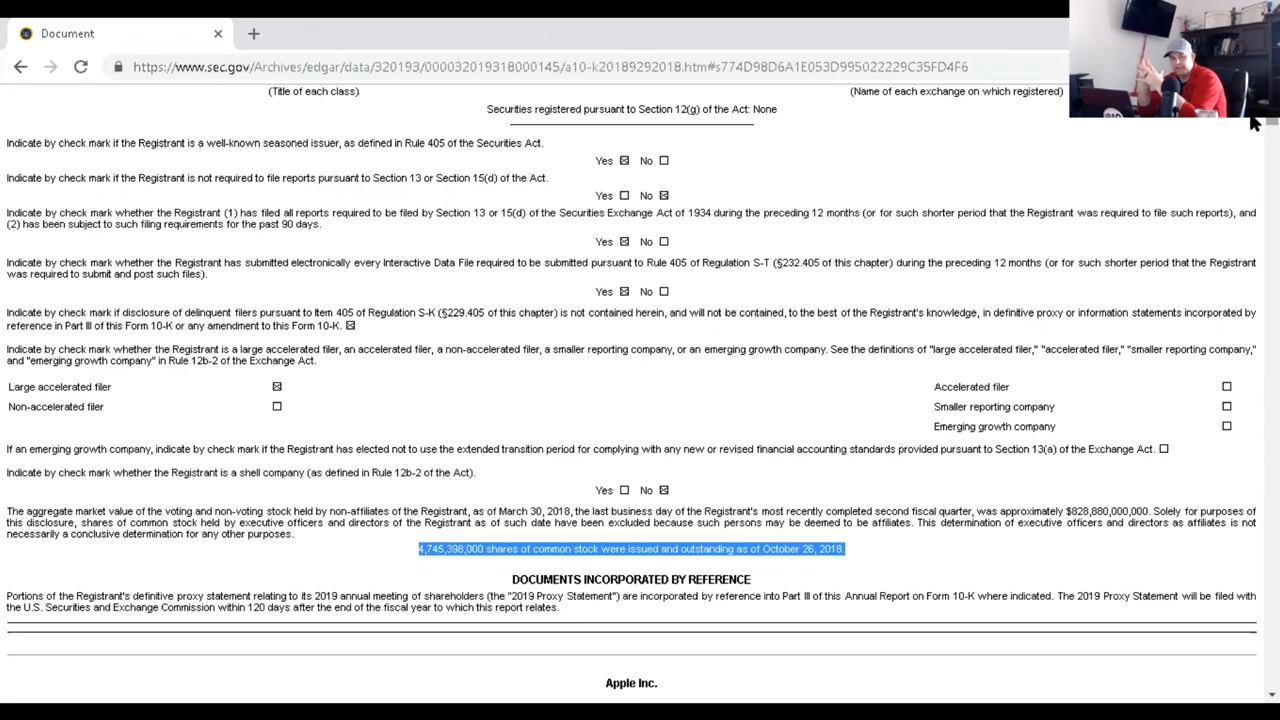 Document
https://www.sec.gov/Archives/edgar/data/320193/000032019318000145/a10-k20189292018.htm#s774D98D6A1E053D995022229C35FD4F6
(Title of each class) (Name of each exchange on which registered)
Securities registered pursuant to Section 12(g) of the Act: None
Indicate by check mark if the Registrant is a well-known seasoned issuer, as defined in Rule 405 of the Securities Act.
Yes ☒ No ☐
Indicate by check mark if the Registrant is not required to file reports pursuant to Section 13 or Section 15(d) of the Act.
Yes ☐ No ☒
Indicate by check mark whether the Registrant (1) has filed all reports required to be filed by Section 13 or 15(d) of the Securities Exchange Act of 1934 during the preceding 12 months (or for such shorter period that the Registrant was required to file such reports), and
(2) has been subject to such filing requirements for the past 90 days.
Yes ☒ No ☐
Indicate by check mark whether the Registrant has submitted electronically every Interactive Data File required to be submitted pursuant to Rule 405 of Regulation S-T (§232.405 of this chapter) during the preceding 12 months (or for such shorter period that the Registrant
was required to submit and post such files).
Yes ☒ No ☐
Indicate by check mark if disclosure of delinquent filers pursuant to Item 405 of Regulation S-K (§229.405 of this chapter) is not contained herein, and will not be contained, to the best of the Registrant's knowledge, in definitive proxy or information statements incorporated by
reference in Part III of this Form 10-K or any amendment to this Form 10-K. ☒
Indicate by check mark whether the Registrant is a large accelerated filer, an accelerated filer, a non-accelerated filer, a smaller reporting company, or an emerging growth company. See the definitions of "large accelerated filer," "accelerated filer," "smaller reporting company,"
and "emerging growth company" in Rule 12b-2 of the Exchange Act.
Large accelerated filer ☒ Accelerated filer ☐
Non-accelerated filer ☐ Smaller reporting company ☐
Emerging growth company ☐
If an emerging growth company, indicate by check mark if the Registrant has elected not to use the extended transition period for complying with any new or revised financial accounting standards provided pursuant to Section 13(a) of the Exchange Act. ☐
Indicate by check mark whether the Registrant is a shell company (as defined in Rule 12b-2 of the Act).
Yes ☐ No ☒
The aggregate market value of the voting and non-voting stock held by non-affiliates of the Registrant, as of March 30, 2018, the last business day of the Registrant's most recently completed second fiscal quarter, was approximately $828,880,000,000. Solely for purposes of
this disclosure, shares of common stock held by executive officers and directors of the Registrant as of such date have been excluded because such persons may be deemed to be affiliates. This determination of executive officers and directors as affiliates is not
necessarily a conclusive determination for any other purposes.
4,745,398,000 shares of common stock were issued and outstanding as of October 26, 2018.
DOCUMENTS INCORPORATED BY REFERENCE
Portions of the Registrant's definitive proxy statement relating to its 2019 annual meeting of shareholders (the "2019 Proxy Statement") are incorporated by reference into Part III of this Annual Report on Form 10-K where indicated. The 2019 Proxy Statement will be filed with
the U.S. Securities and Exchange Commission within 120 days after the end of the fiscal year to which this report relates.
Apple Inc.